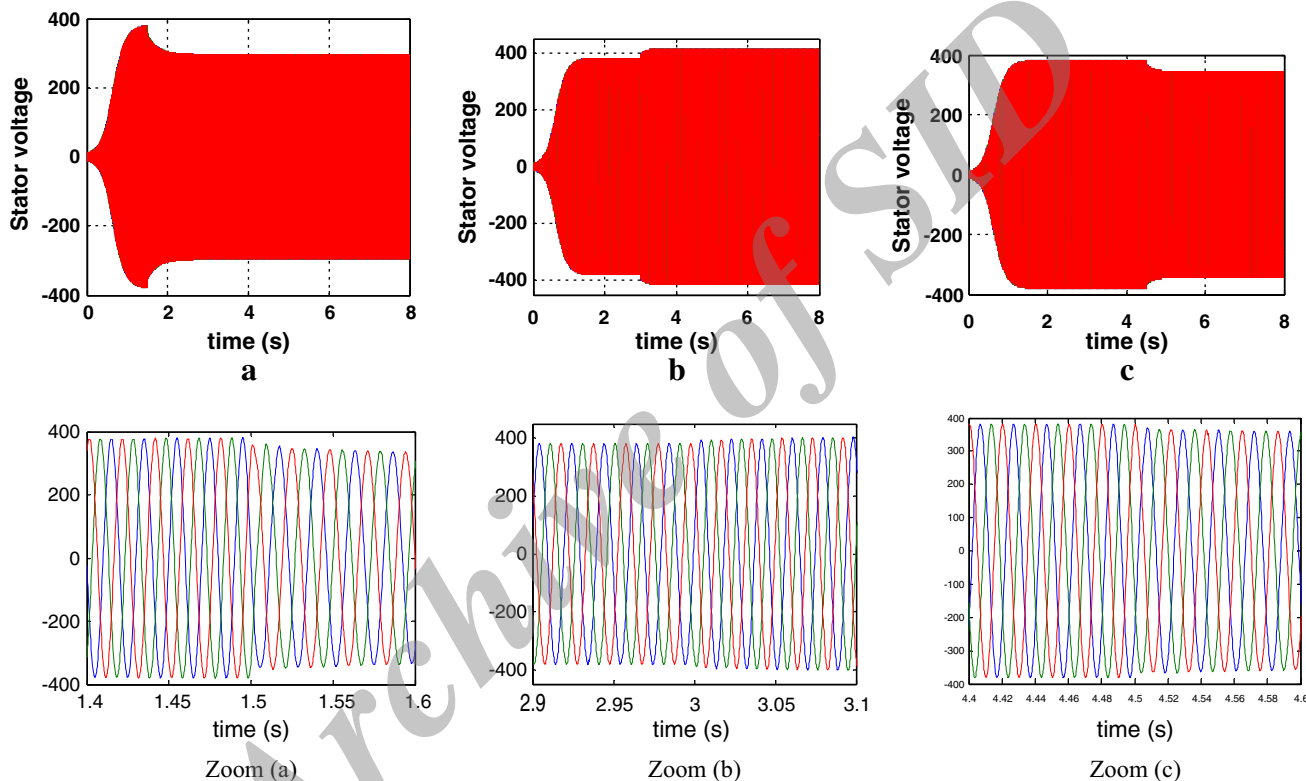 400
200
0
-200
-400
Stator voltage
0 2 4 6 8
time (s)
a
400
200
0
-200
-400
Stator voltage
0 2 4 6 8
time (s)
b
400
200
0
-200
-400
Stator voltage
0 2 4 6 8
time (s)
c
400
200
0
-200
-400
1.4 1.45 1.5 1.55 1.6
time (s)
Zoom (a)
400
200
0
-200
-400
2.9 2.95 3 3.05 3.1
time (s)
Zoom (b)
400
300
200
100
0
-100
-200
300
-400
4.4 4.42 4.44 4.46 4.48 4.5 4.52 4.54 4.56 4.58 4.6
time (s)
Zoom (c)
Archive of SID